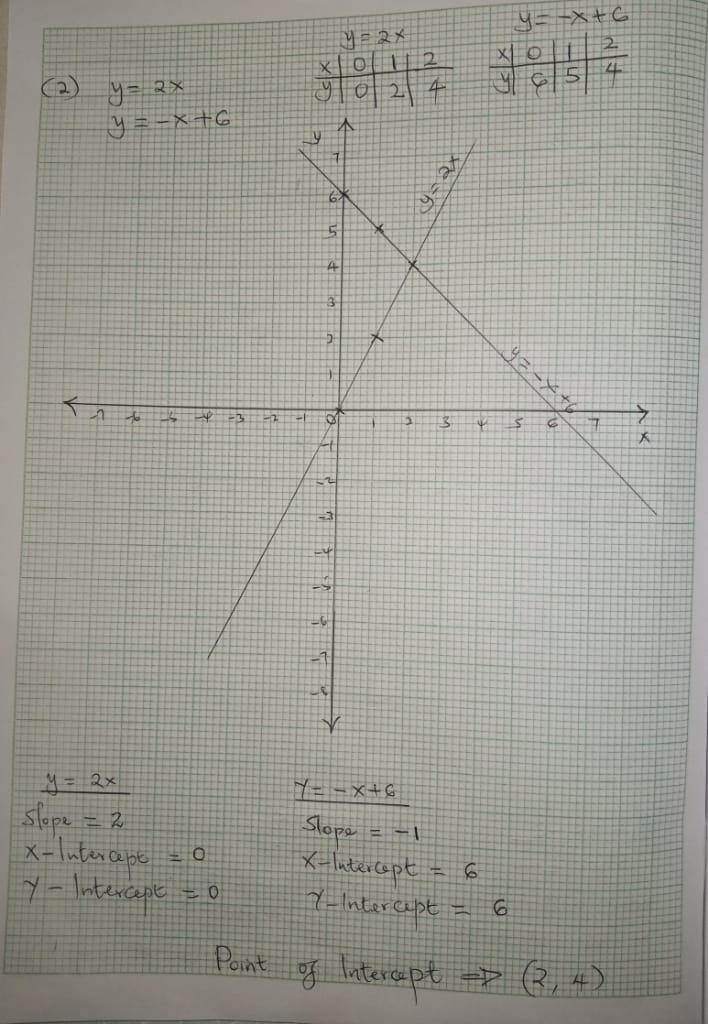 y = 2x
x 0 1 2
y 0 2 4
y = -x + 6
x 0 1 2
y 6 5 4
(2) y = 2x
y = -x + 6
y
7
6
5
4
3
2
1
y = 2x
y = -x + 6
-7 -6 -5 -4 -3 -2 -1 0 1 2 3 4 5 6 7
x
-1
-2
-3
-4
-5
-6
-7
-8
y = 2x
Slope = 2
X-Intercept = 0
Y-Intercept = 0
Y = -x+6
Slope = -1
X-Intercept = 6
Y-Intercept = 6
Point of Intercept => (2, 4)